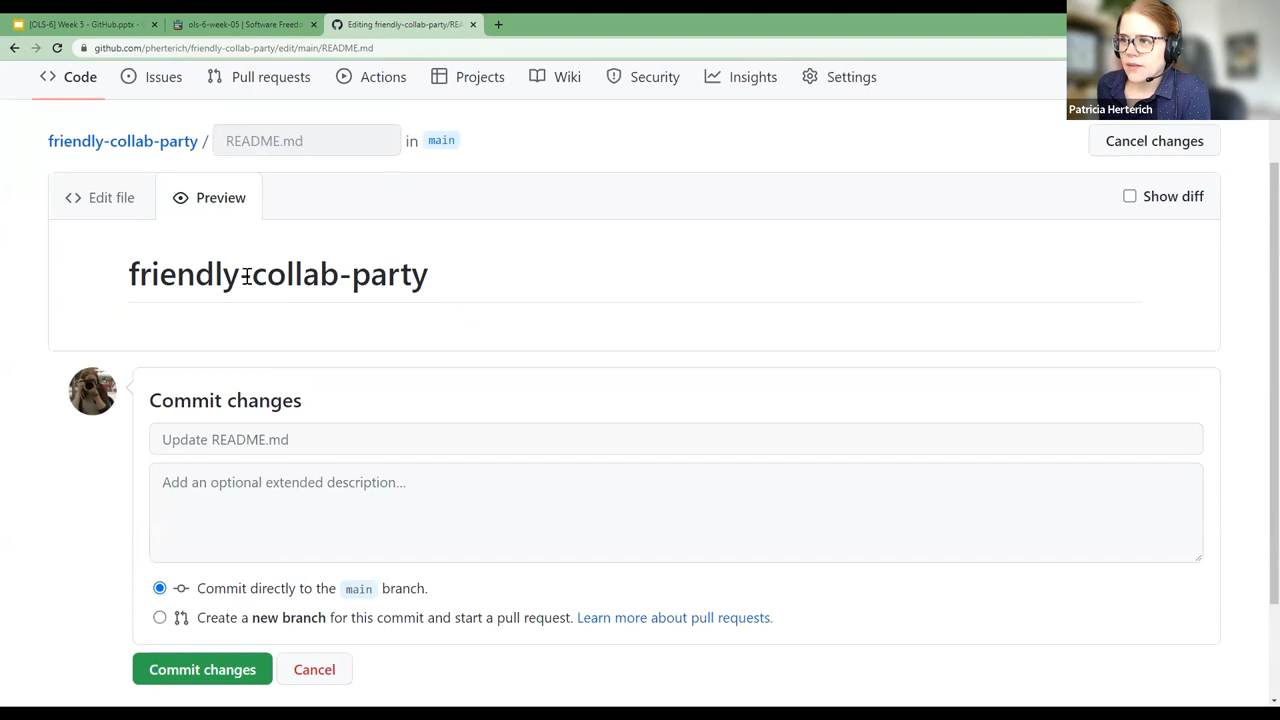 [OLS-6] Week 5 - GitHub.pptx - G
ols-6-week-05 | Software Freedo
Editing friendly-collab-party/REA
github.com/pherterich/friendly-collab-party/edit/main/README.md
Code Issues Pull requests Actions Projects Wiki Security Insights Settings
Patricia Herterich
friendly-collab-party / README.md in main Cancel changes
Edit file Preview Show diff
friendly-collab-party
Commit changes
Update README.md
Add an optional extended description...
Commit directly to the main branch.
Create a new branch for this commit and start a pull request. Learn more about pull requests.
Commit changes Cancel